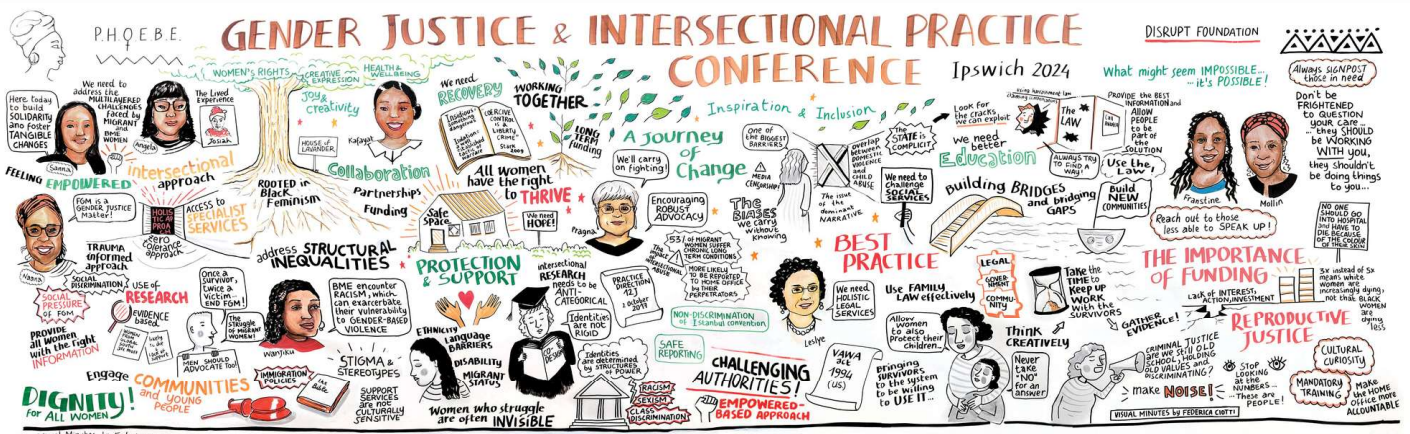 P.H.O.E.B.E.
GENDER JUSTICE & INTERSECTIONAL PRACTICE
CONFERENCE
Ipswich 2024
DISRUPT FOUNDATION
Here today
to build
SOLIDARITY
and foster
TANGIBLE
CHANGES
We need to
address the
MULTILAYERED
CHALLENGES
faced by
MIGRANT
and
BME
WOMEN
Sanna
Angela
The Lived
Experience
Josiah
FEELING EMPOWERED
intersectional
approach
WOMEN'S RIGHTS
CREATIVE
EXPRESSION
HEALTH &
WELLBEING
Joy &
Creativity
HOUSE OF
LAVANDER
Kafayat
ROOTED in
Black
Feminism
Collaboration
Partnerships
Funding
We need
RECOVERY
COERCIVE
CONTROL
is a
LIBERTY
CRIME
Stark
2009
WORKING
TOGETHER
LONG
TERM
funding
All Women
have the right
to THRIVE
Safe
Space
We need
HOPE!
FGM is a
GENDER JUSTICE
Matter!
HOLIS
TIC AP
PROA
CH
Zero
tolerance
approach
ACCESS to
SPECIALIST
SERVICES
TRAUMA
informed
approach
SOCIAL
DISCRIMINATION
SOCIAL
PRESSURE
OF FGM
USE of
RESEARCH
EVIDENCE
based
PROVIDE
all Women
with the right
INFORMATION
Once a
survivor,
twice a
victim...
END FGM!
The
STRUGGLE
OF MIGRANT
WOMEN!
MEN SHOULD
ADVOCATE TOO!
address STRUCTURAL
INEQUALITIES
Wanjiku
BME encounter
RACISM, which
can exacerbate
their vulnerability
to GENDER-BASED
VIOLENCE
STIGMA &
STEREOTYPES
IMMIGRATION
POLICIES
The
Bible
SUPPORT
SERVICES
are not
CULTURALLY
SENSITIVE
Engage COMMUNITIES
and YOUNG
PEOPLE
DIGNITY!
for ALL WOMEN
PROTECTION
& SUPPORT
ETHNICITY
Language
BARRIERS
DISABILITY
MIGRANT
STATUS
Women who struggle
are often INVISIBLE
intersectional
RESEARCH
needs to be
ANTI-
CATEGORICAL
CO-
DESIGN
Identities
are NOT
RIGID
Identities
are determined
by STRUCTURES
of POWER
RACISM
SEXISM
CLASS
DISCRIMINATION
PRACTICE
DIRECTION
12J
2 October
2017
Inspiration & Inclusion
A Journey
of
Change
We'll carry
on fighting!
Pragna
Encouraging
ROBUST
ADVOCACY
53% of MIGRANT
WOMEN SUFFER
CHRONIC LONG
TERM CONDITIONS
MORE LIKELY
TO BE REPORTED
TO HOME OFFICE
by THEIR
PERPETRATORS
ONE of
the BIGGEST
BARRIERS
MEDIA
CENSORSHIP!
The
BIASES
we carry
without
knowing
OVERLAP
between
DOMESTIC
VIOLENCE
and
CHILD
ABUSE
The issue
of the
dominant
NARRATIVE
The
STATE is
COMPLICIT
We need to
challenge
SOCIAL
SERVICES
BEST
PRACTICE
NON-DISCRIMINATION
of Istanbul convention
SAFE
REPORTING
CHALLENGING
AUTHORITIES!
EMPOWERED-
BASED APPROACH
Leslye
We need
HOLISTIC
LEGAL
SERVICES
VAWA
act
1994
(US)
Use FAMILY
LAW effectively
Allow
women
to also
protect their
children...
Bringing
SURVIVORS
to the system
to be willing
to USE IT...
Look for
the cracks
we can exploit
we need
better
Education
The
LAW
ALWAYS TRY
TO FIND A
WAY!
PROVIDE THE BEST
INFORMATION and
ALLOW
PEOPLE
to be
part of
the
SOLUTION
Use the
Law!
Building BRIDGES
and bridging
GAPS
Build
NEW
COMMUNITIES
LEGAL
GOVER-
NMENT
COMMU-
NITY
Take the
TIME to
KEEP UP
WORK
with the
SURVIVORS
THINK
CREATIVELY
Never
take
"NO"
for an
answer
GATHER
EVIDENCE!
CRIMINAL JUSTICE
are we still old
SCHOOL, HOLDING
OLD VALUES and
DISCRIMINATING?
make NOISE!
VISUAL MINUTES by FEDERICA CIOTTI
What might seem IMPOSSIBLE...
...it's POSSIBLE!
Franstine
Mollin
Reach out to those
less able to SPEAK UP!
Always SIGNPOST
those in need
Don't be
FRIGHTENED
to QUESTION
your care...
...they SHOULD
be WORKING
WITH you,
they shouldn't
be doing things
to you...
NO ONE
SHOULD GO
INTO HOSPITAL
and HAVE TO
DIE BECAUSE
OF THE COLOUR
OF THEIR SKIN
THE IMPORTANCE
OF FUNDING
Lack of INTEREST,
ACTION, INVESTMENT
3x instead of 5x
means white
women are
increasingly dying,
not that BLACK
WOMEN
are
dying
less
REPRODUCTIVE
JUSTICE
STOP
LOOKING
at the
NUMBERS...
...These are
PEOPLE!
CULTURAL
CURIOSITY
MANDATORY
TRAINING
Make
the Home
Office more
ACCOUNTABLE